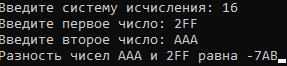 Введите систему исчисления: 16
Введите первое число: 2FF
Введите второе число: AAA
Разность чисел AAA и 2FF равна -7AB